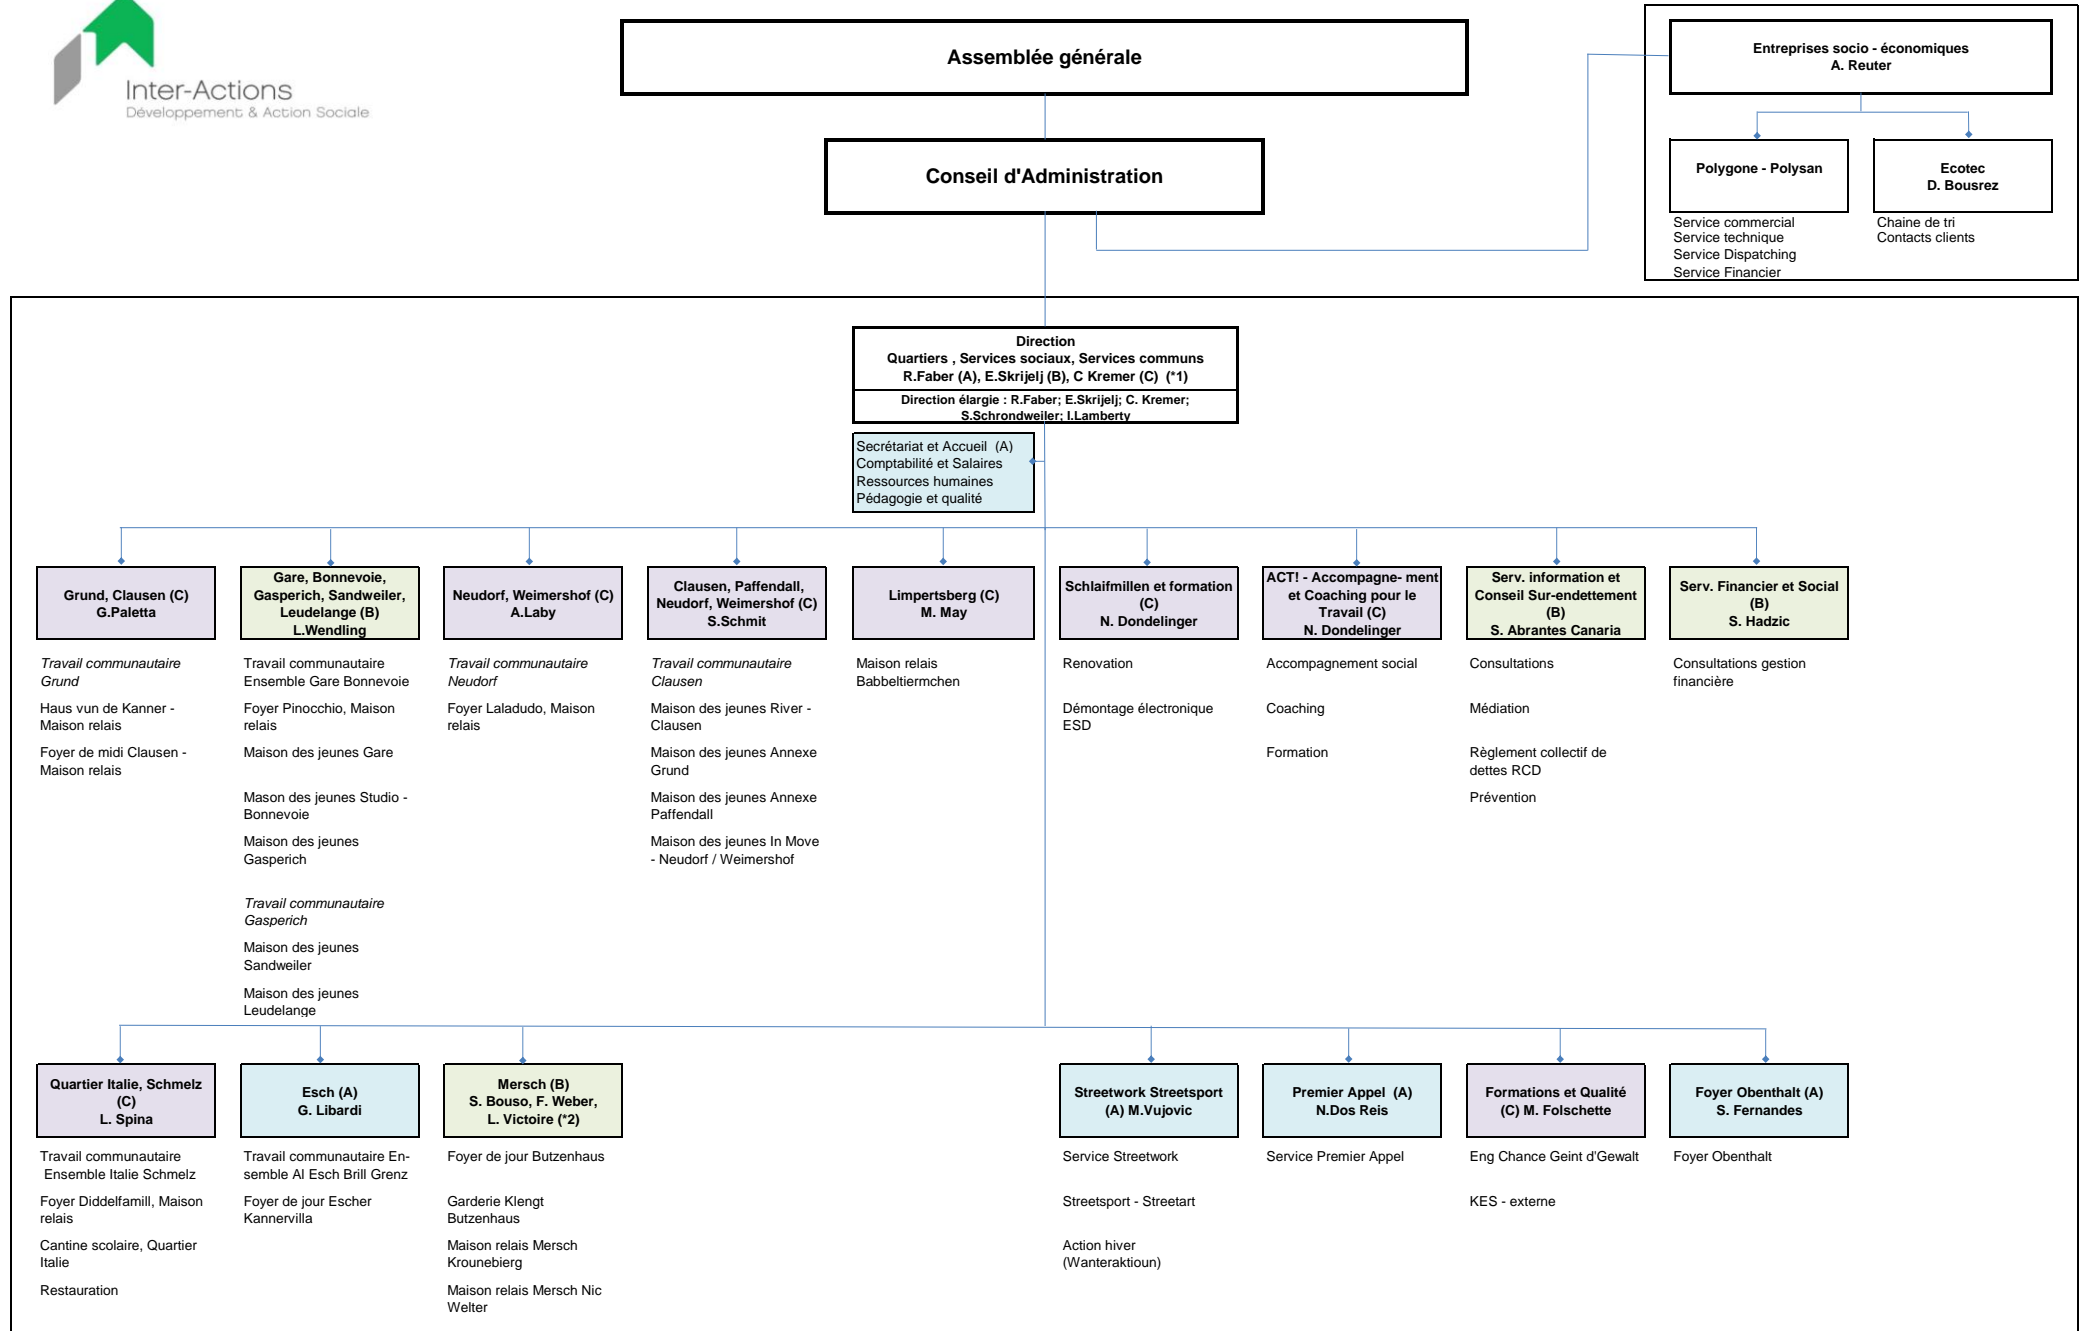 Inter-Actions
Développement & Action Sociale
Assemblée générale
Conseil d'Administration
Entreprises socio - économiques
A. Reuter
Polygone - Polysan
Service commercial
Service technique
Service Dispatching
Service Financier
Ecotec
D. Bousrez
Chaine de tri
Contacts clients
Direction
Quartiers , Services sociaux, Services communs
R.Faber (A), E.Skrijelj (B), C Kremer (C) (*1)
Direction élargie : R.Faber; E.Skrijelj; C. Kremer;
S.Schrondweiler; I.Lamberty
Secrétariat et Accueil (A)
Comptabilité et Salaires
Ressources humaines
Pédagogie et qualité
Grund, Clausen (C)
G.Paletta
Travail communautaire
Grund
Haus vun de Kanner -
Maison relais
Foyer de midi Clausen -
Maison relais
Gare, Bonnevoie,
Gasperich, Sandweiler,
Leudelange (B)
L.Wendling
Travail communautaire
Ensemble Gare Bonnevoie
Foyer Pinocchio, Maison
relais
Maison des jeunes Gare
Mason des jeunes Studio -
Bonnevoie
Maison des jeunes
Gasperich
Travail communautaire
Gasperich
Maison des jeunes
Sandweiler
Maison des jeunes
Leudelange
Neudorf, Weimershof (C)
A.Laby
Travail communautaire
Neudorf
Foyer Laladudo, Maison
relais
Clausen, Paffendall,
Neudorf, Weimershof (C)
S.Schmit
Travail communautaire
Clausen
Maison des jeunes River -
Clausen
Maison des jeunes Annexe
Grund
Maison des jeunes Annexe
Paffendall
Maison des jeunes In Move
- Neudorf / Weimershof
Limpertsberg (C)
M. May
Maison relais
Babbeltiermchen
Schlaifmillen et formation
(C)
N. Dondelinger
Renovation
Démontage électronique
ESD
ACT! - Accompagne- ment
et Coaching pour le
Travail (C)
N. Dondelinger
Accompagnement social
Coaching
Formation
Serv. information et
Conseil Sur-endettement
(B)
S. Abrantes Canaria
Consultations
Médiation
Règlement collectif de
dettes RCD
Prévention
Serv. Financier et Social
(B)
S. Hadzic
Consultations gestion
financière
Quartier Italie, Schmelz
(C)
L. Spina
Travail communautaire
Ensemble Italie Schmelz
Foyer Diddelfamill, Maison
relais
Cantine scolaire, Quartier
Italie
Restauration
Esch (A)
G. Libardi
Travail communautaire En-
semble Al Esch Brill Grenz
Foyer de jour Escher
Kannervilla
Mersch (B)
S. Bouso, F. Weber,
L. Victoire (*2)
Foyer de jour Butzenhaus
Garderie Klengt
Butzenhaus
Maison relais Mersch
Krounebierg
Maison relais Mersch Nic
Welter
Streetwork Streetsport
(A) M.Vujovic
Service Streetwork
Streetsport - Streetart
Action hiver
(Wanteraktioun)
Premier Appel (A)
N.Dos Reis
Service Premier Appel
Formations et Qualité
(C) M. Folschette
Eng Chance Geint d'Gewalt
KES - externe
Foyer Obenthalt (A)
S. Fernandes
Foyer Obenthalt